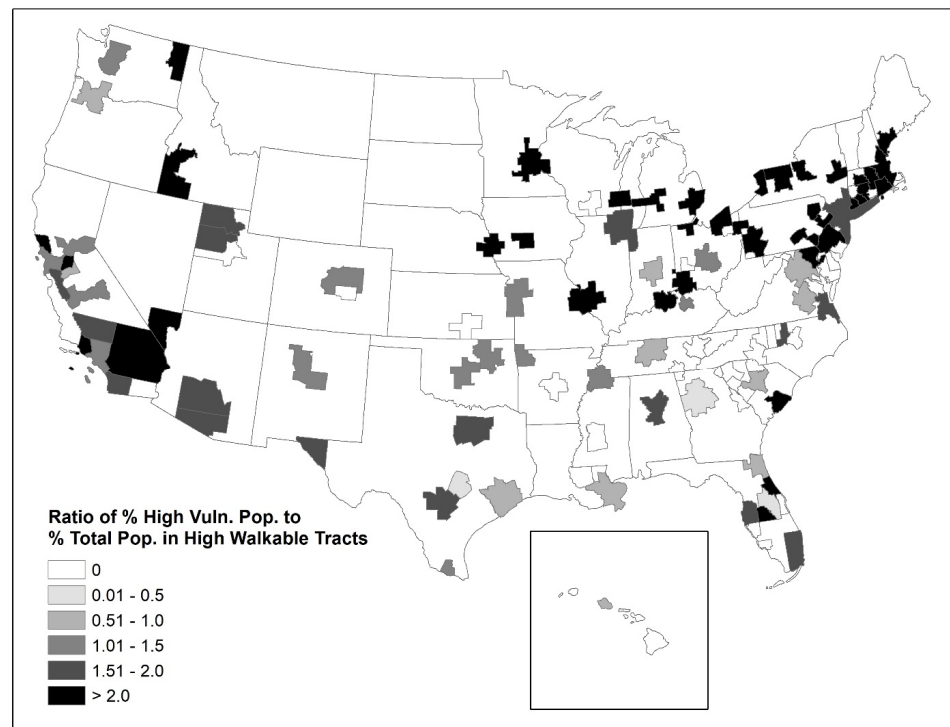 Ratio of % High Vuln. Pop. to
% Total Pop. in High Walkable Tracts
0
0.01 - 0.5
0.51 - 1.0
1.01 - 1.5
1.51 - 2.0
> 2.0